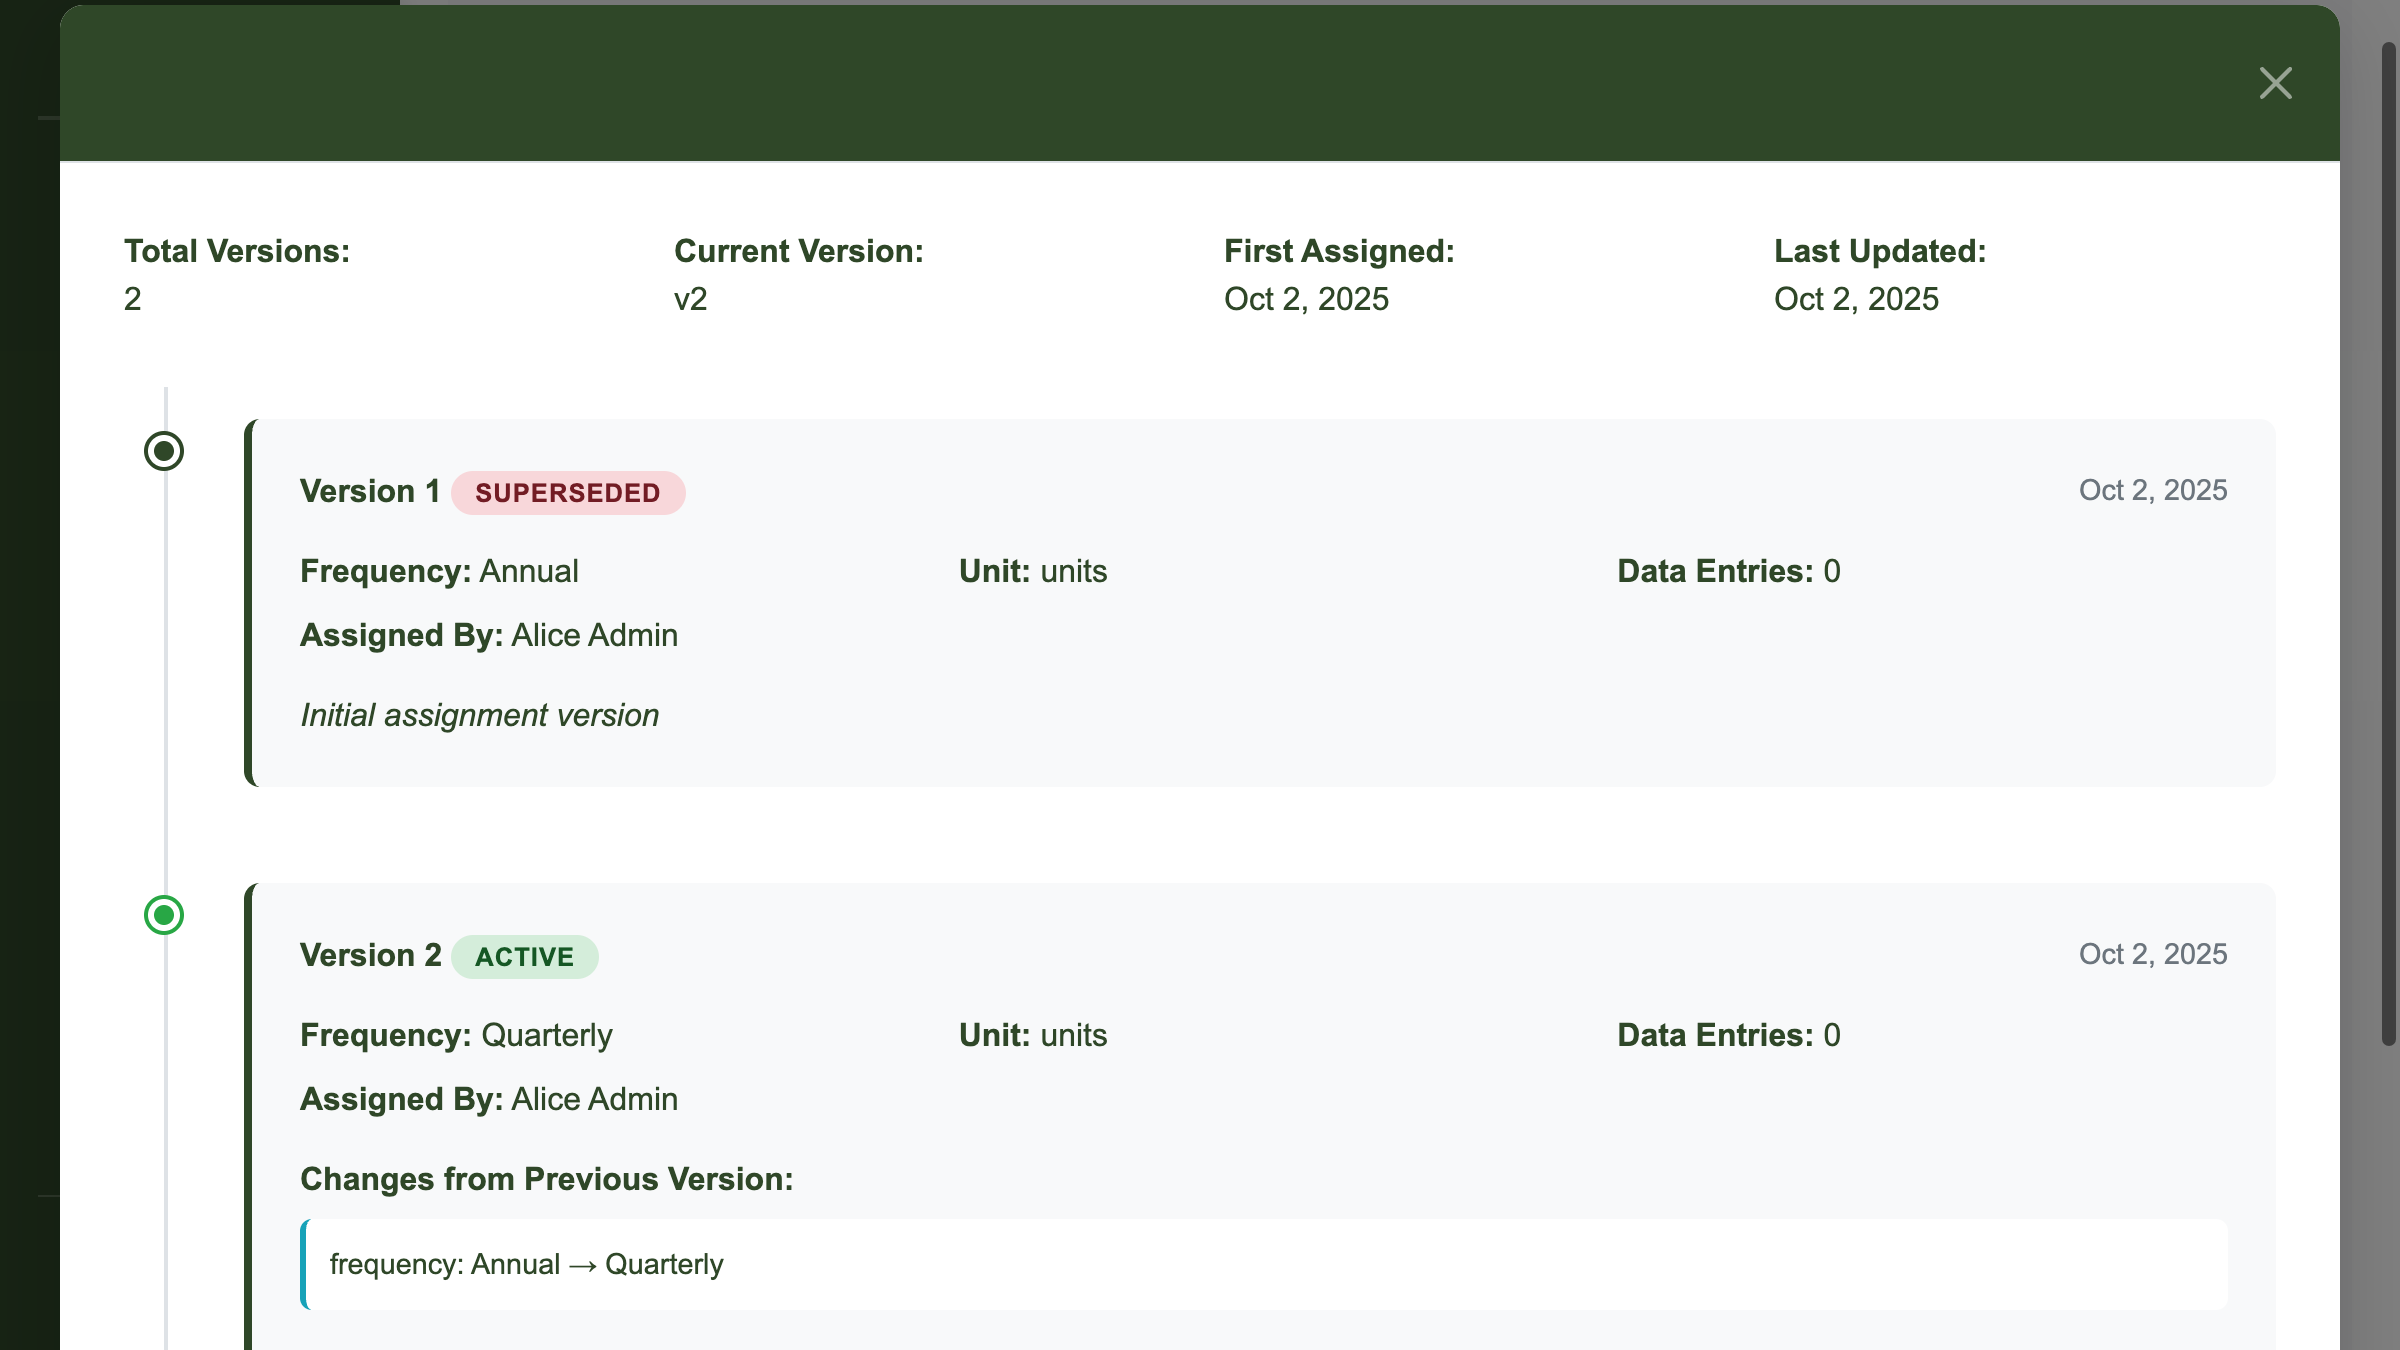 Total Versions:
2
Current Version:
v2
First Assigned:
Oct 2, 2025
Last Updated:
Oct 2, 2025
Version 1 SUPERSEDED
Oct 2, 2025
Frequency: Annual
Unit: units
Data Entries: 0
Assigned By: Alice Admin
Initial assignment version
Version 2 ACTIVE
Oct 2, 2025
Frequency: Quarterly
Unit: units
Data Entries: 0
Assigned By: Alice Admin
Changes from Previous Version:
frequency: Annual → Quarterly